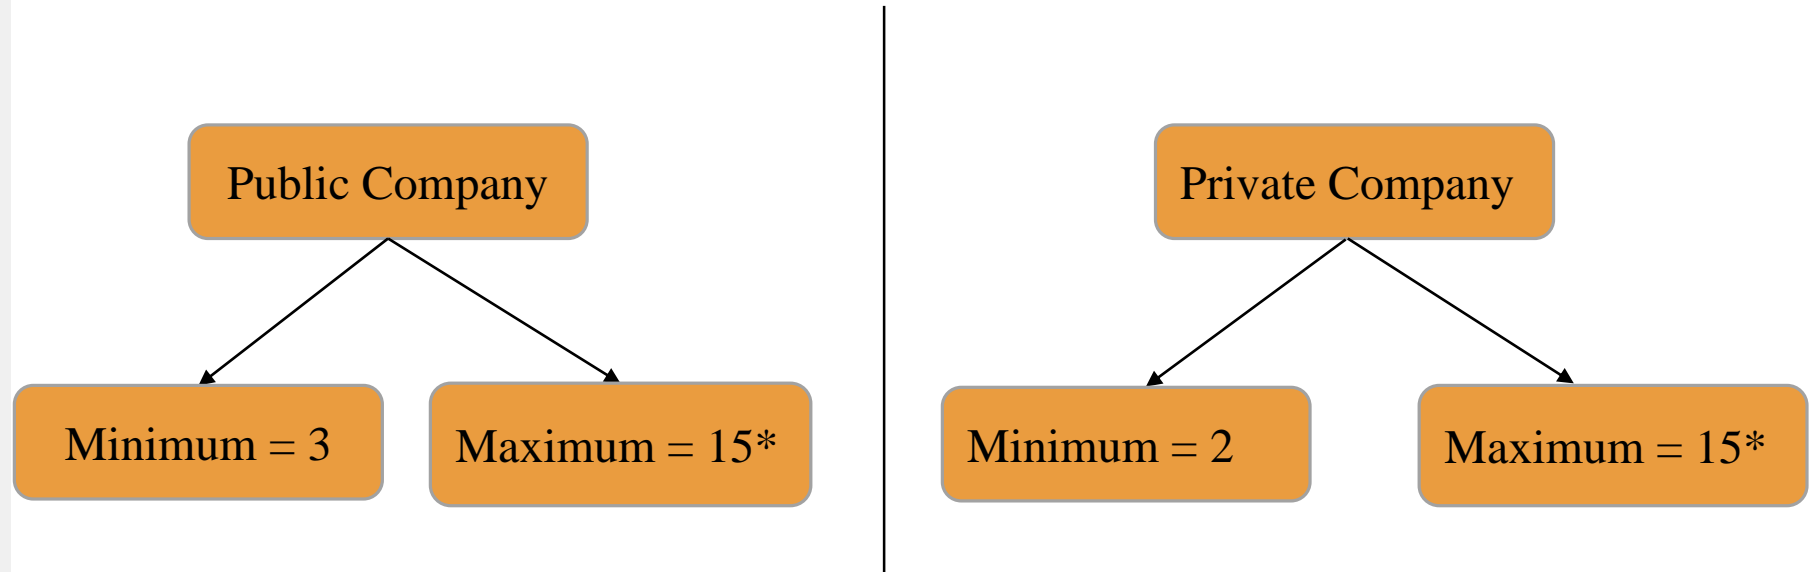 Public Company
Minimum = 3
Maximum = 15*
Private Company
Minimum = 2
Maximum = 15*